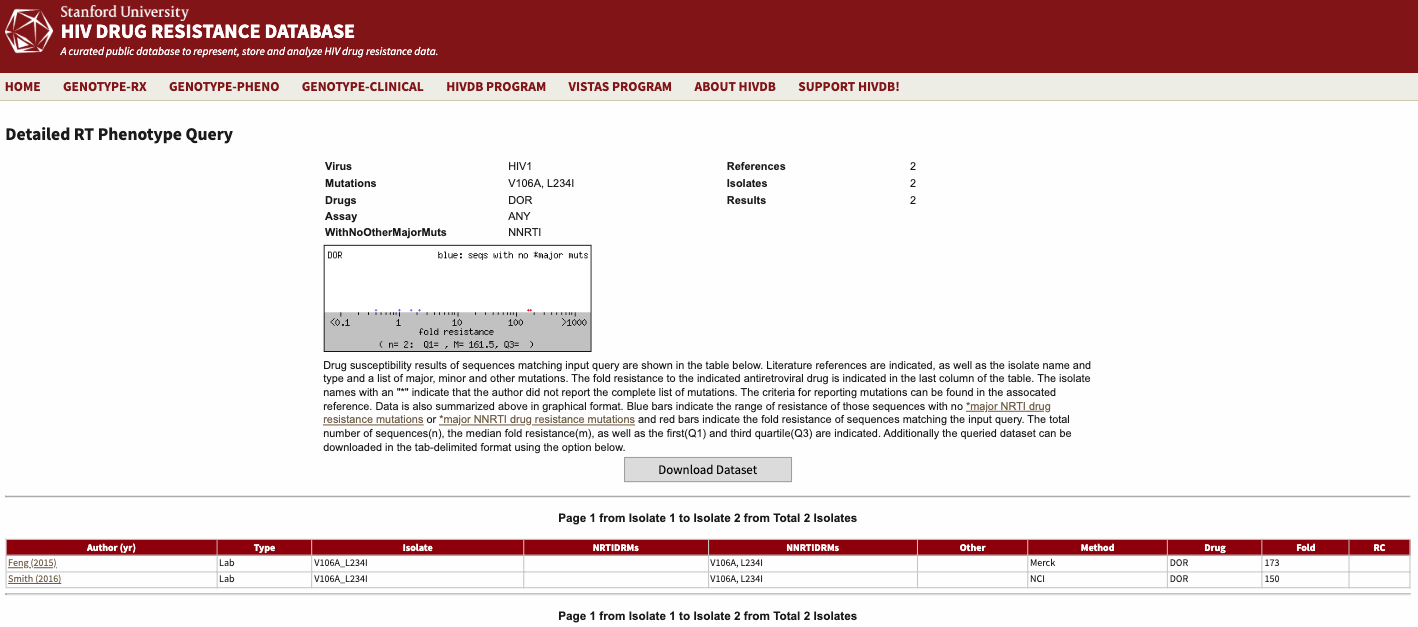 Stanford University
HIV DRUG RESISTANCE DATABASE
A curated public database to represent, store and analyze HIV drug resistance data.
HOME GENOTYPE-RX GENOTYPE-PHENO GENOTYPE-CLINICAL HIVDB PROGRAM VISTAS PROGRAM ABOUT HIVDB SUPPORT HIVDB!
Detailed RT Phenotype Query
Virus HIV1 References 2
Mutations V106A, L234I Isolates 2
Drugs DOR Results 2
Assay ANY
WithNoOtherMajorMuts NNRTI
DOR blue: seqs with no *major muts
<0.1 1 10 100 >1000
fold resistance
( n= 2: Q1= , M= 161.5, Q3= )
Drug susceptibility results of sequences matching input query are shown in the table below. Literature references are indicated, as well as the isolate name and
type and a list of major, minor and other mutations. The fold resistance to the indicated antiretroviral drug is indicated in the last column of the table. The isolate
names with an "*" indicate that the author did not report the complete list of mutations. The criteria for reporting mutations can be found in the assocated
reference. Data is also summarized above in graphical format. Blue bars indicate the range of resistance of those sequences with no *major NRTI drug
resistance mutations or *major NNRTI drug resistance mutations and red bars indicate the fold resistance of sequences matching the input query. The total
number of sequences(n), the median fold resistance(m), as well as the first(Q1) and third quartile(Q3) are indicated. Additionally the queried dataset can be
downloaded in the tab-delimited format using the option below.
Download Dataset
Page 1 from Isolate 1 to Isolate 2 from Total 2 Isolates
Author (yr) Type Isolate NRTIDRMs NNRTIDRMs Other Method Drug Fold RC
Feng (2015) Lab V106A_L234I V106A, L234I Merck DOR 173
Smith (2016) Lab V106A_L234I V106A, L234I NCI DOR 150
Page 1 from Isolate 1 to Isolate 2 from Total 2 Isolates